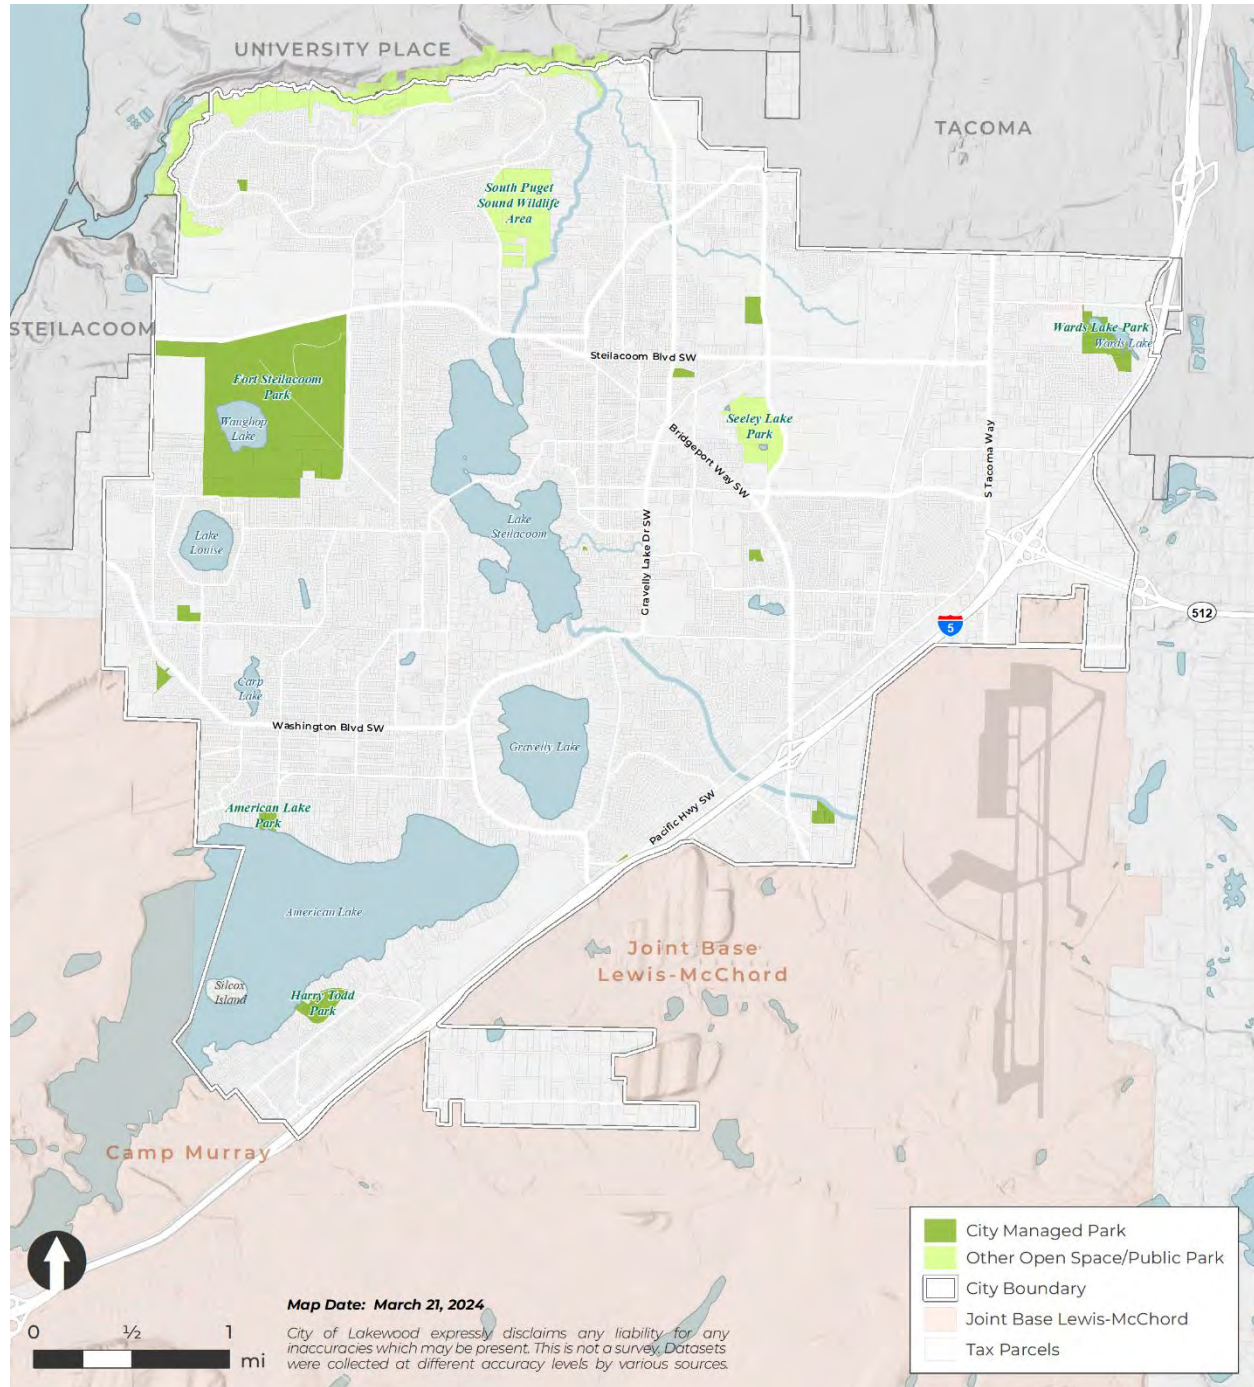 UNIVERSITY PLACE
TACOMA
South Puget
Sound Wildlife
Area
STEILACOOM
Wards Lake Park
Wards Lake
Steilacoom Blvd SW
Fort Steilacoom
Park
Waughop
Lake
Seeley Lake
Park
Bridgeport Way SW
S Tacoma Way
Lake
Steilacoom
Lake
Louise
Gravelly Lake Dr SW
512
5
Carp
Lake
Washington Blvd SW
Gravelly Lake
American Lake
Park
Pacific Hwy SW
American Lake
Joint Base
Lewis-McChord
Silcox
Island
Harry Todd
Park
Camp Murray
City Managed Park
Other Open Space/Public Park
City Boundary
Joint Base Lewis-McChord
Tax Parcels
0 ½ 1
mi
Map Date: March 21, 2024
City of Lakewood expressly disclaims any liability for any
inaccuracies which may be present. This is not a survey. Datasets
were collected at different accuracy levels by various sources.